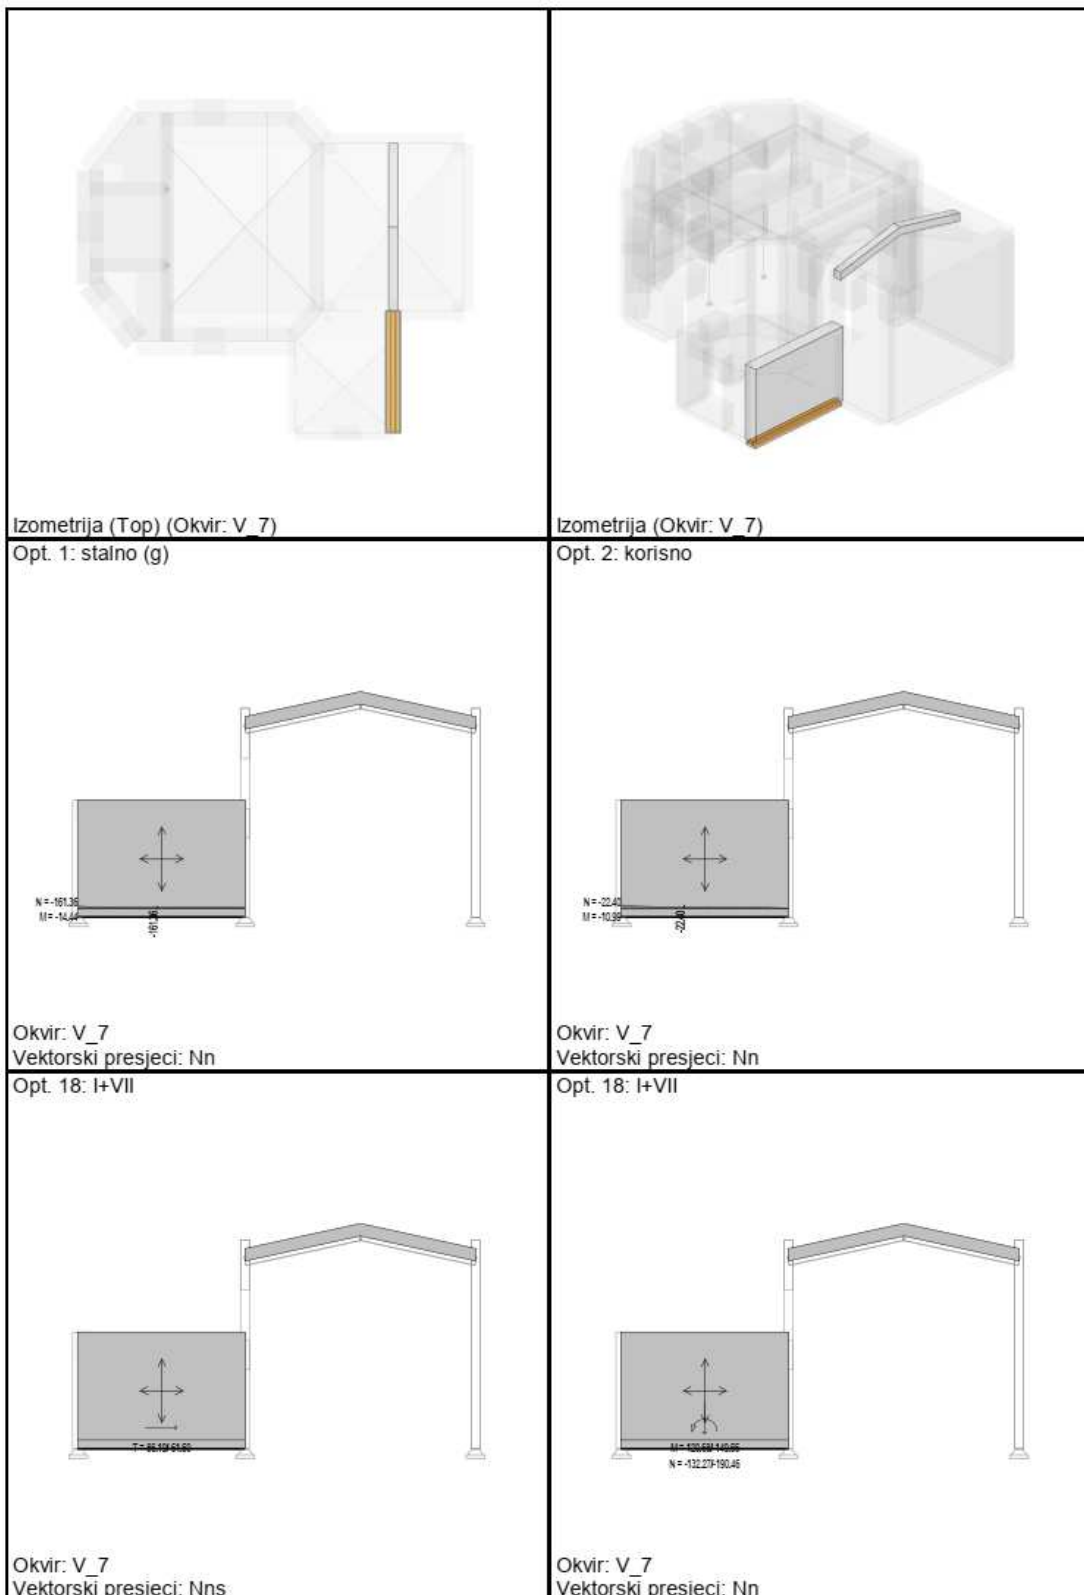 Izometrija (Top) (Okvir: V_7)
Izometrija (Okvir: V_7)
Opt. 1: stalno (g)
N = -161.36
M = -14.44
-161.36
Okvir: V_7
Vektorski presjeci: Nn
Opt. 2: korisno
N = -22.40
M = -10.99
-22.40
Okvir: V_7
Vektorski presjeci: Nn
Opt. 18: I+VII
Okvir: V_7
Vektorski presjeci: Nns
Opt. 18: I+VII
N = -132.27/-190.46
Okvir: V_7
Vektorski presjeci: Nn